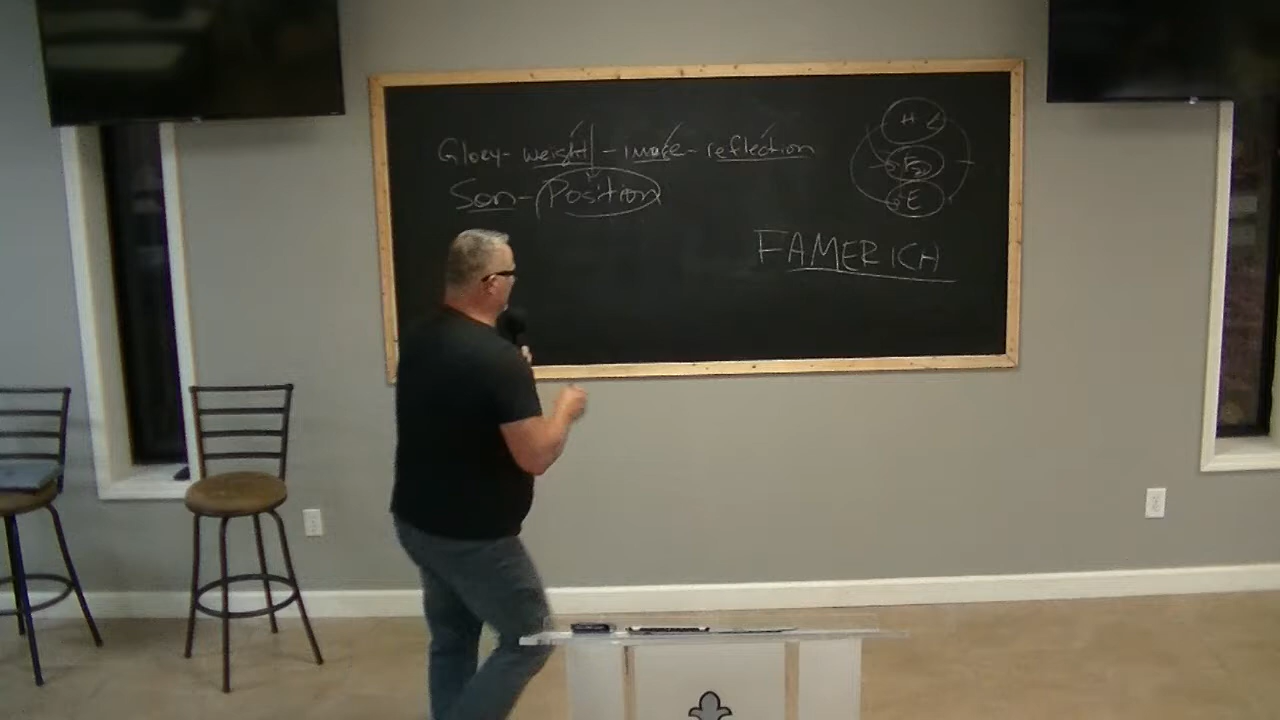 Glory- weight - image - reflection
Son- Position
H
E
FAMERICH